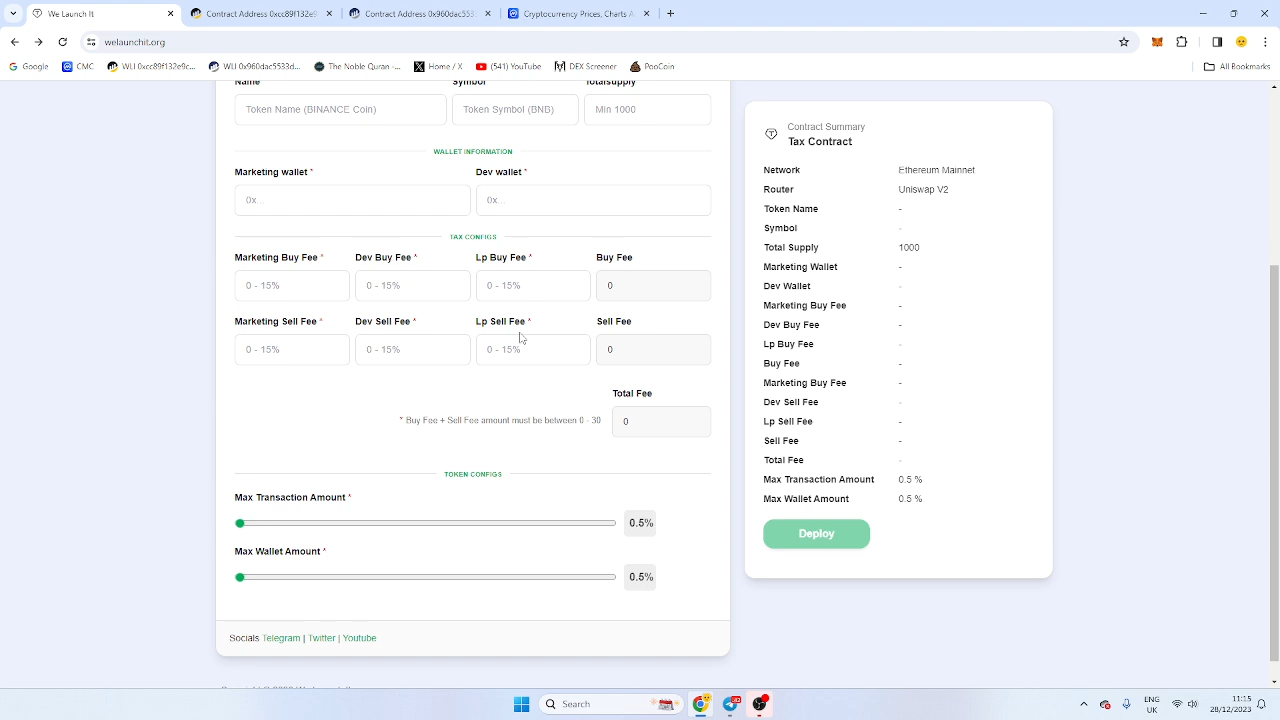 We Launch It
Contract Address 0xcc89f132e9
Contract Address 0x960dac553
Cryptocurrency Prices, Charts A
welaunchit.org
Google
CMC
WLI 0xcc89f132e9c...
WLI 0x960dac5533d...
The Noble Quran -...
Home / X
(541) YouTube
DEX Screener
PooCoin
All Bookmarks
Name
Symbol
Totalsupply
Token Name (BINANCE Coin)
Token Symbol (BNB)
Min 1000
WALLET INFORMATION
Marketing wallet *
Dev wallet *
0x...
0x...
TAX CONFIGS
Marketing Buy Fee *
Dev Buy Fee *
Lp Buy Fee *
Buy Fee
0 - 15%
0 - 15%
0 - 15%
0
Marketing Sell Fee *
Dev Sell Fee *
Lp Sell Fee *
Sell Fee
0 - 15%
0 - 15%
0 - 15%
0
Total Fee
* Buy Fee + Sell Fee amount must be between 0 - 30
0
TOKEN CONFIGS
Max Transaction Amount *
0.5%
Max Wallet Amount *
0.5%
Socials Telegram | Twitter | Youtube
Contract Summary
Tax Contract
Network Ethereum Mainnet
Router Uniswap V2
Token Name -
Symbol -
Total Supply 1000
Marketing Wallet -
Dev Wallet -
Marketing Buy Fee -
Dev Buy Fee -
Lp Buy Fee -
Buy Fee -
Marketing Buy Fee -
Dev Sell Fee -
Lp Sell Fee -
Sell Fee -
Total Fee -
Max Transaction Amount 0.5 %
Max Wallet Amount 0.5 %
Deploy
Search
ENG
UK
11:15
28/12/2023